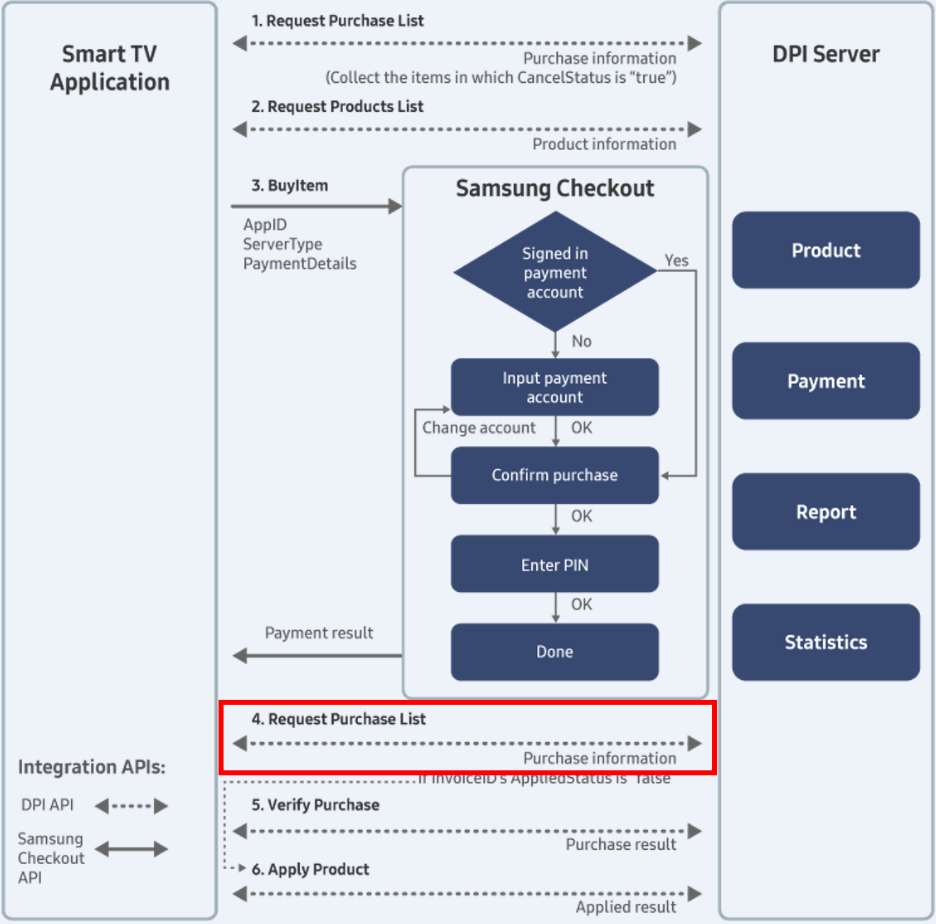 Smart TV
Application
1. Request Purchase List
Purchase information
(Collect the items in which CancelStatus is “true”)
2. Request Products List
Product information
DPI Server
3. BuyItem
AppID
ServerType
PaymentDetails
Samsung Checkout
Signed in
payment
account
Yes
No
Input payment
account
Change account
OK
Confirm purchase
OK
Enter PIN
OK
Done
Payment result
Product
Payment
Report
Statistics
4. Request Purchase List
Purchase information
If InvoiceID's AppliedStatus is "false"
5. Verify Purchase
Purchase result
6. Apply Product
Applied result
Integration APIs:
DPI API
Samsung
Checkout
API